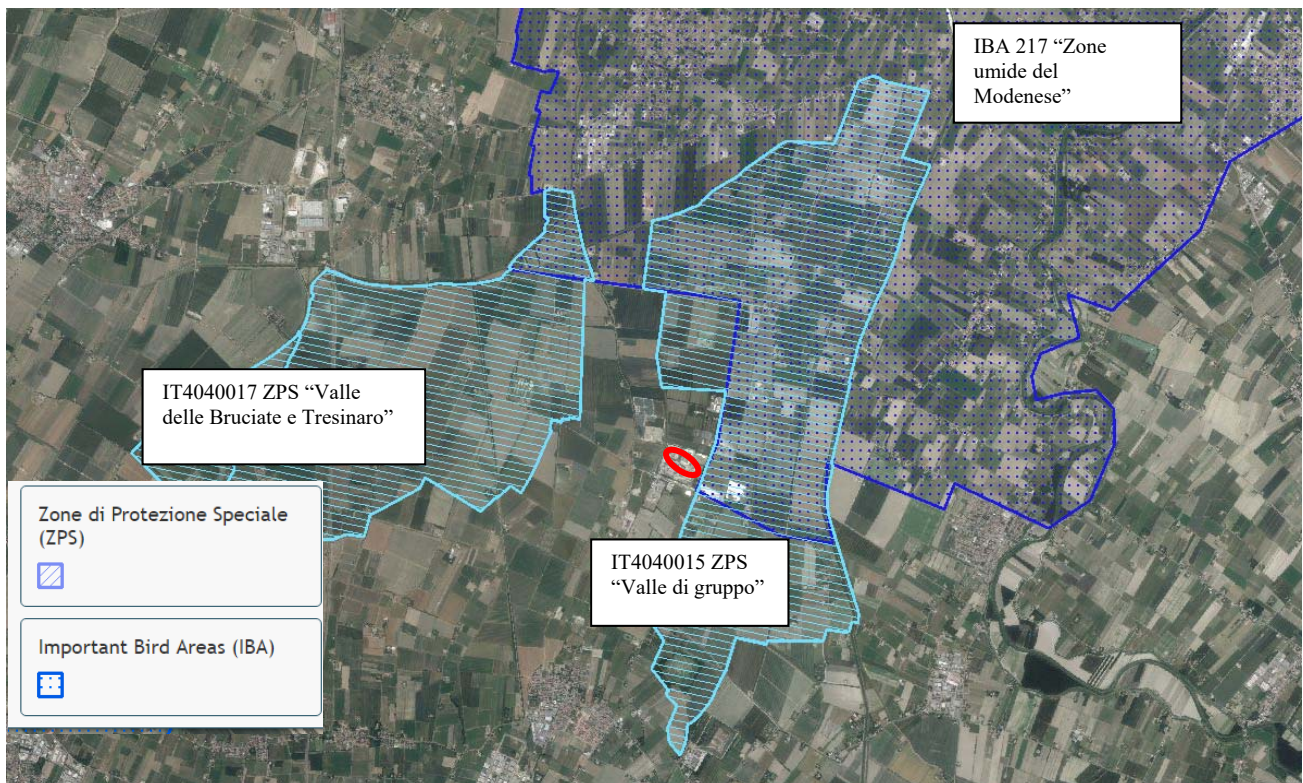 IBA 217 “Zone
umide del
Modenese”
IT4040017 ZPS “Valle
delle Bruciate e Tresinaro”
IT4040015 ZPS
“Valle di gruppo”
Zone di Protezione Speciale
(ZPS)
Important Bird Areas (IBA)